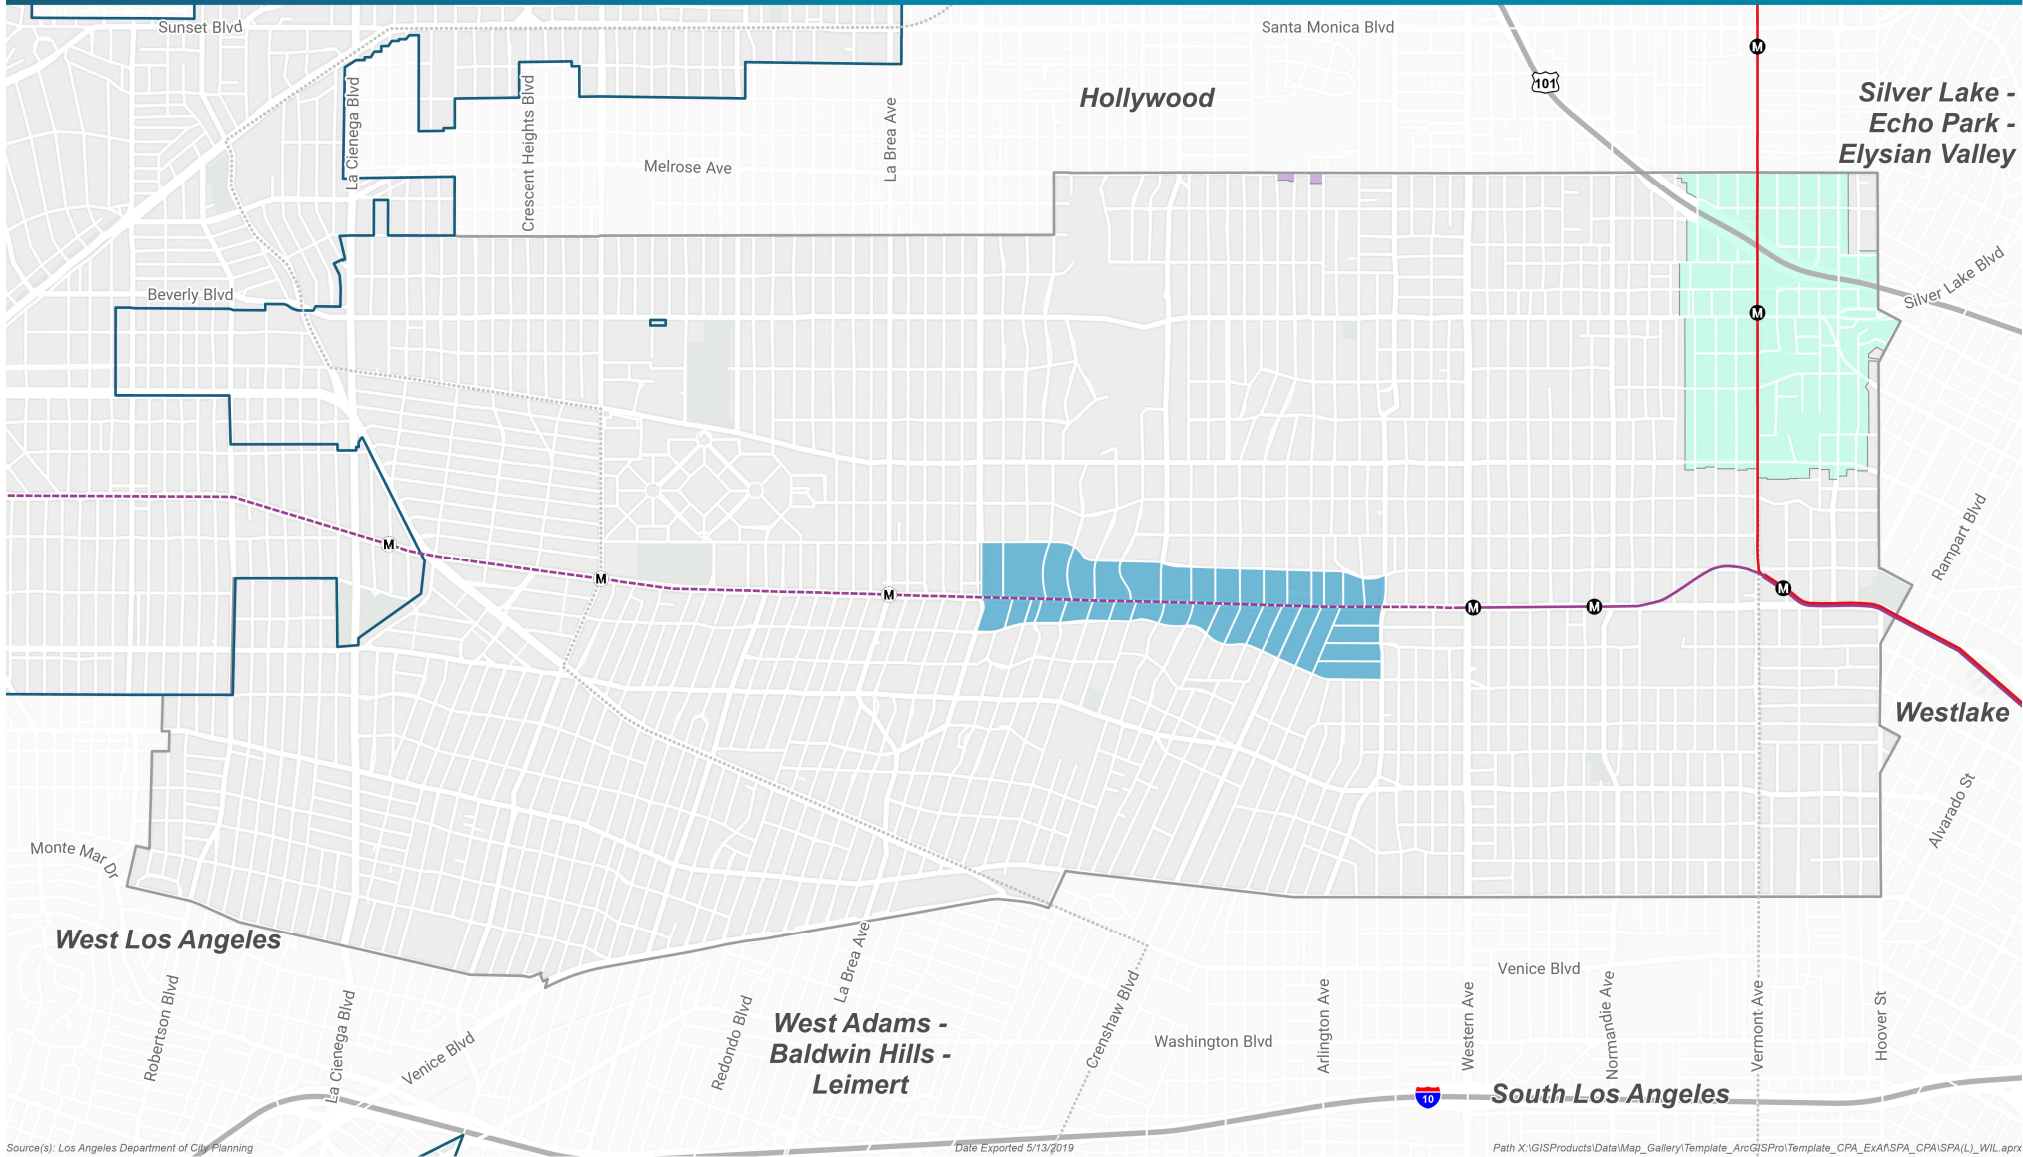 Sunset Blvd
Santa Monica Blvd
M
101
Hollywood
Silver Lake -
Echo Park -
Elysian Valley
La Cienega Blvd
Crescent Heights Blvd
La Brea Ave
Melrose Ave
Beverly Blvd
M
Silver Lake Blvd
M
M
M
M
M
M
Rampart Blvd
Westlake
Alvarado St
Monte Mar Dr
West Los Angeles
Robertson Blvd
La Cienega Blvd
Venice Blvd
Redondo Blvd
La Brea Ave
West Adams -
Baldwin Hills -
Leimert
Crenshaw Blvd
Washington Blvd
Arlington Ave
Western Ave
Venice Blvd
Normandie Ave
Vermont Ave
Hoover St
10
South Los Angeles
Source(s): Los Angeles Department of City Planning
Date Exported 5/13/2019
Path X:\GISProducts\Data\Map_Gallery\Template_ArcGISPro\Template_CPA_ExAf\SPA_CPA\SPA(L)_WIL.aprx